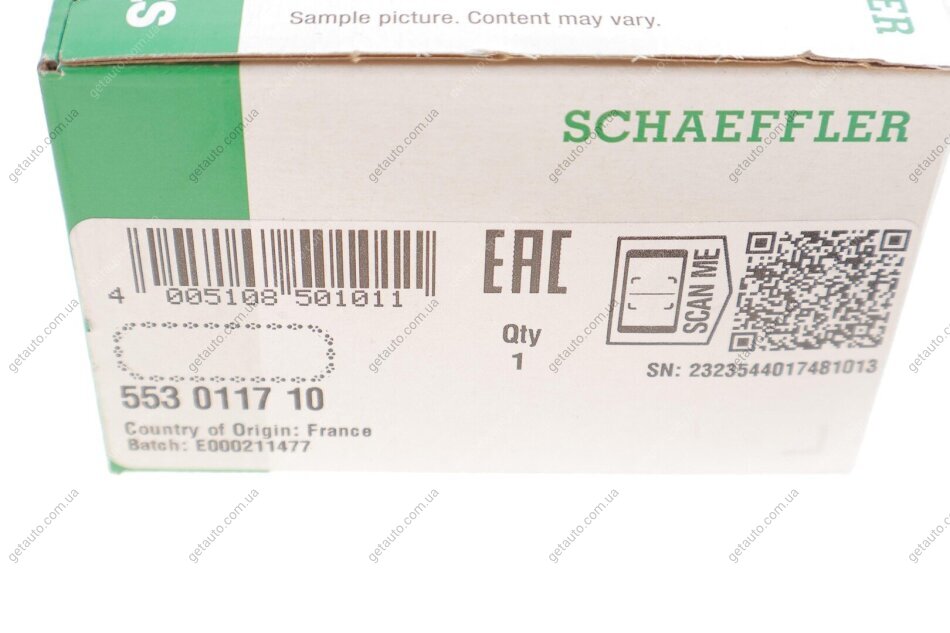 S
Sample picture. Content may vary.
ER
SCHAEFFLER
4 005108 501011
EAC
SCAN ME
Qty
1
SN: 2323544017481013
553 0117 10
Country of Origin: France
Batch: E000211477
getauto.com.ua